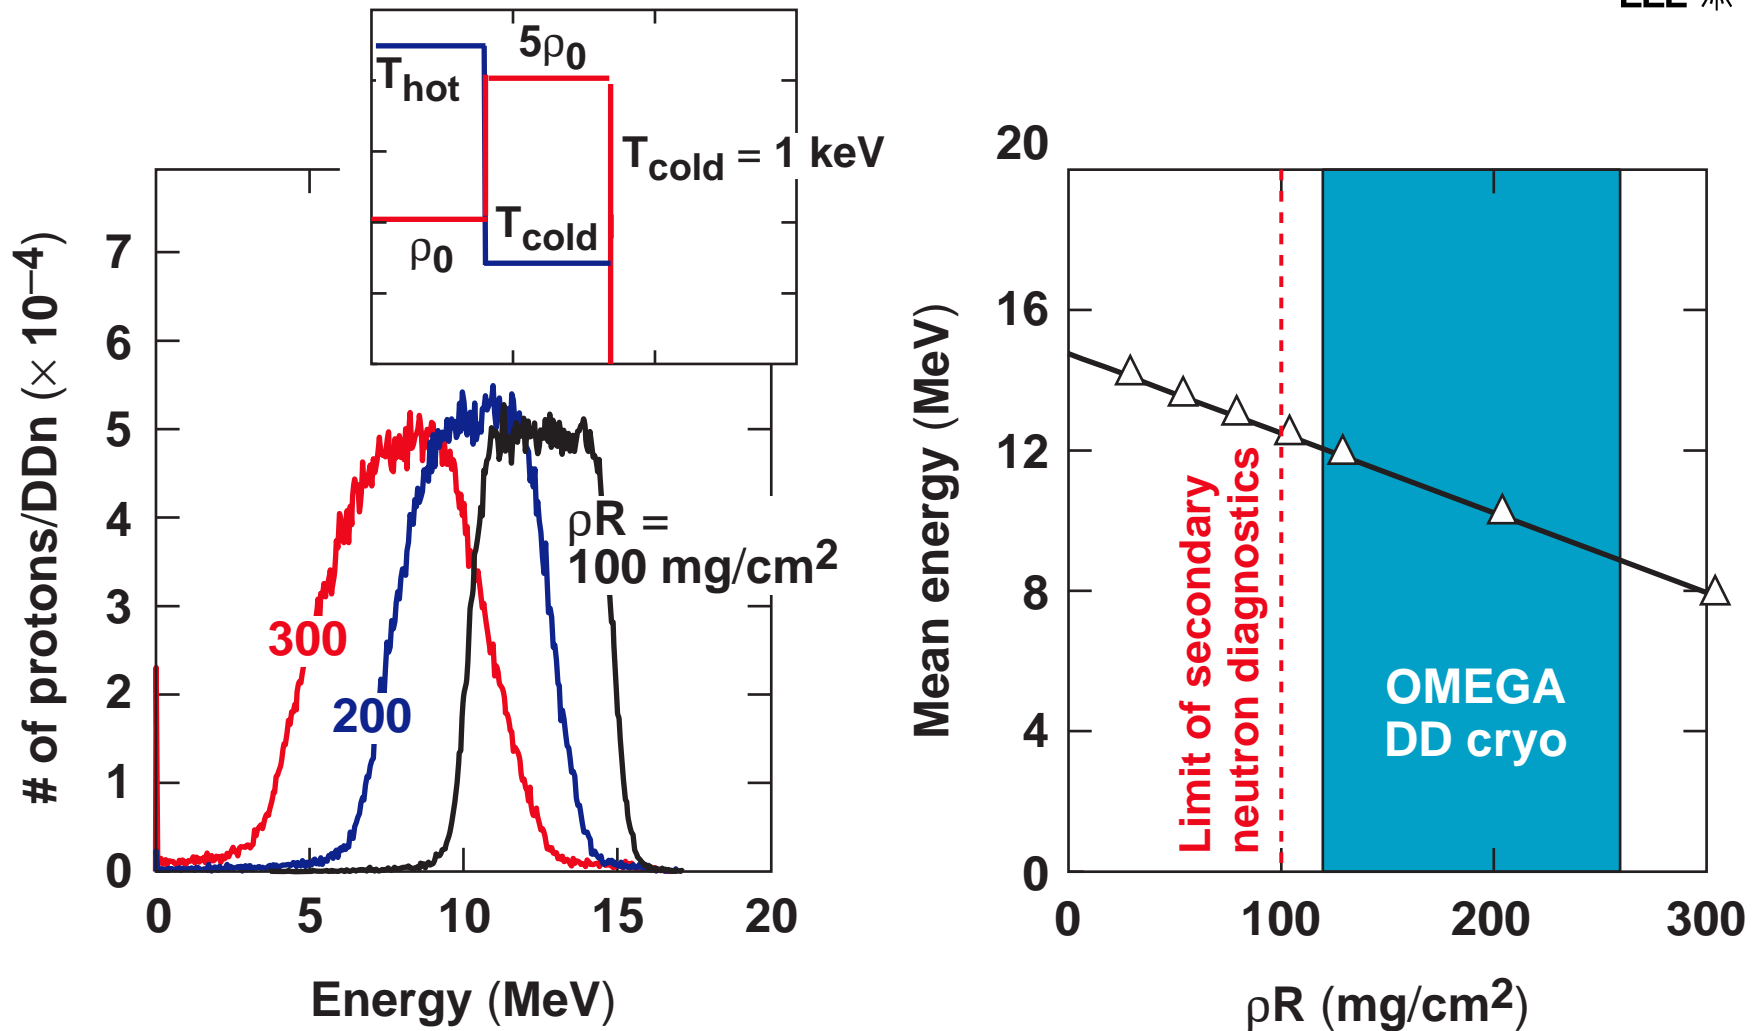 LLE
5ρ0
Thot
Tcold = 1 keV
Tcold
ρ0
# of protons/DDn (× 10–4)
7
6
5
4
3
2
1
0
ρR =
100 mg/cm2
300
200
0 5 10 15 20
Energy (MeV)
Mean energy (MeV)
20
16
12
8
4
0
Limit of secondary
neutron diagnostics
OMEGA
DD cryo
0 100 200 300
ρR (mg/cm2)